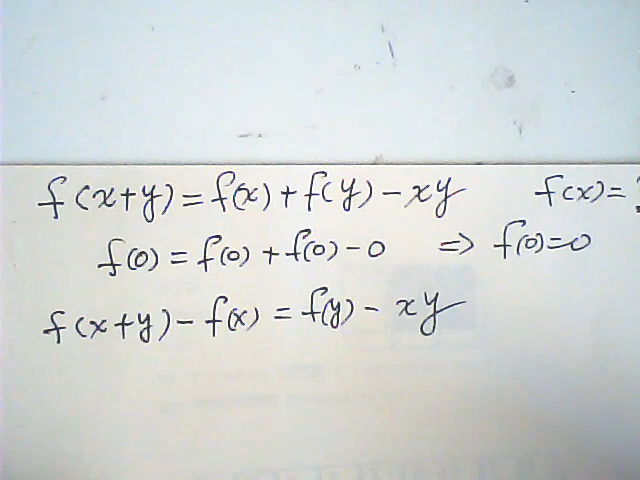 f(x+y)=f(x)+f(y)-xy f(x)=?
f(0)=f(0)+f(0)-0 => f(0)=0
f(x+y)-f(x)=f(y)-xy